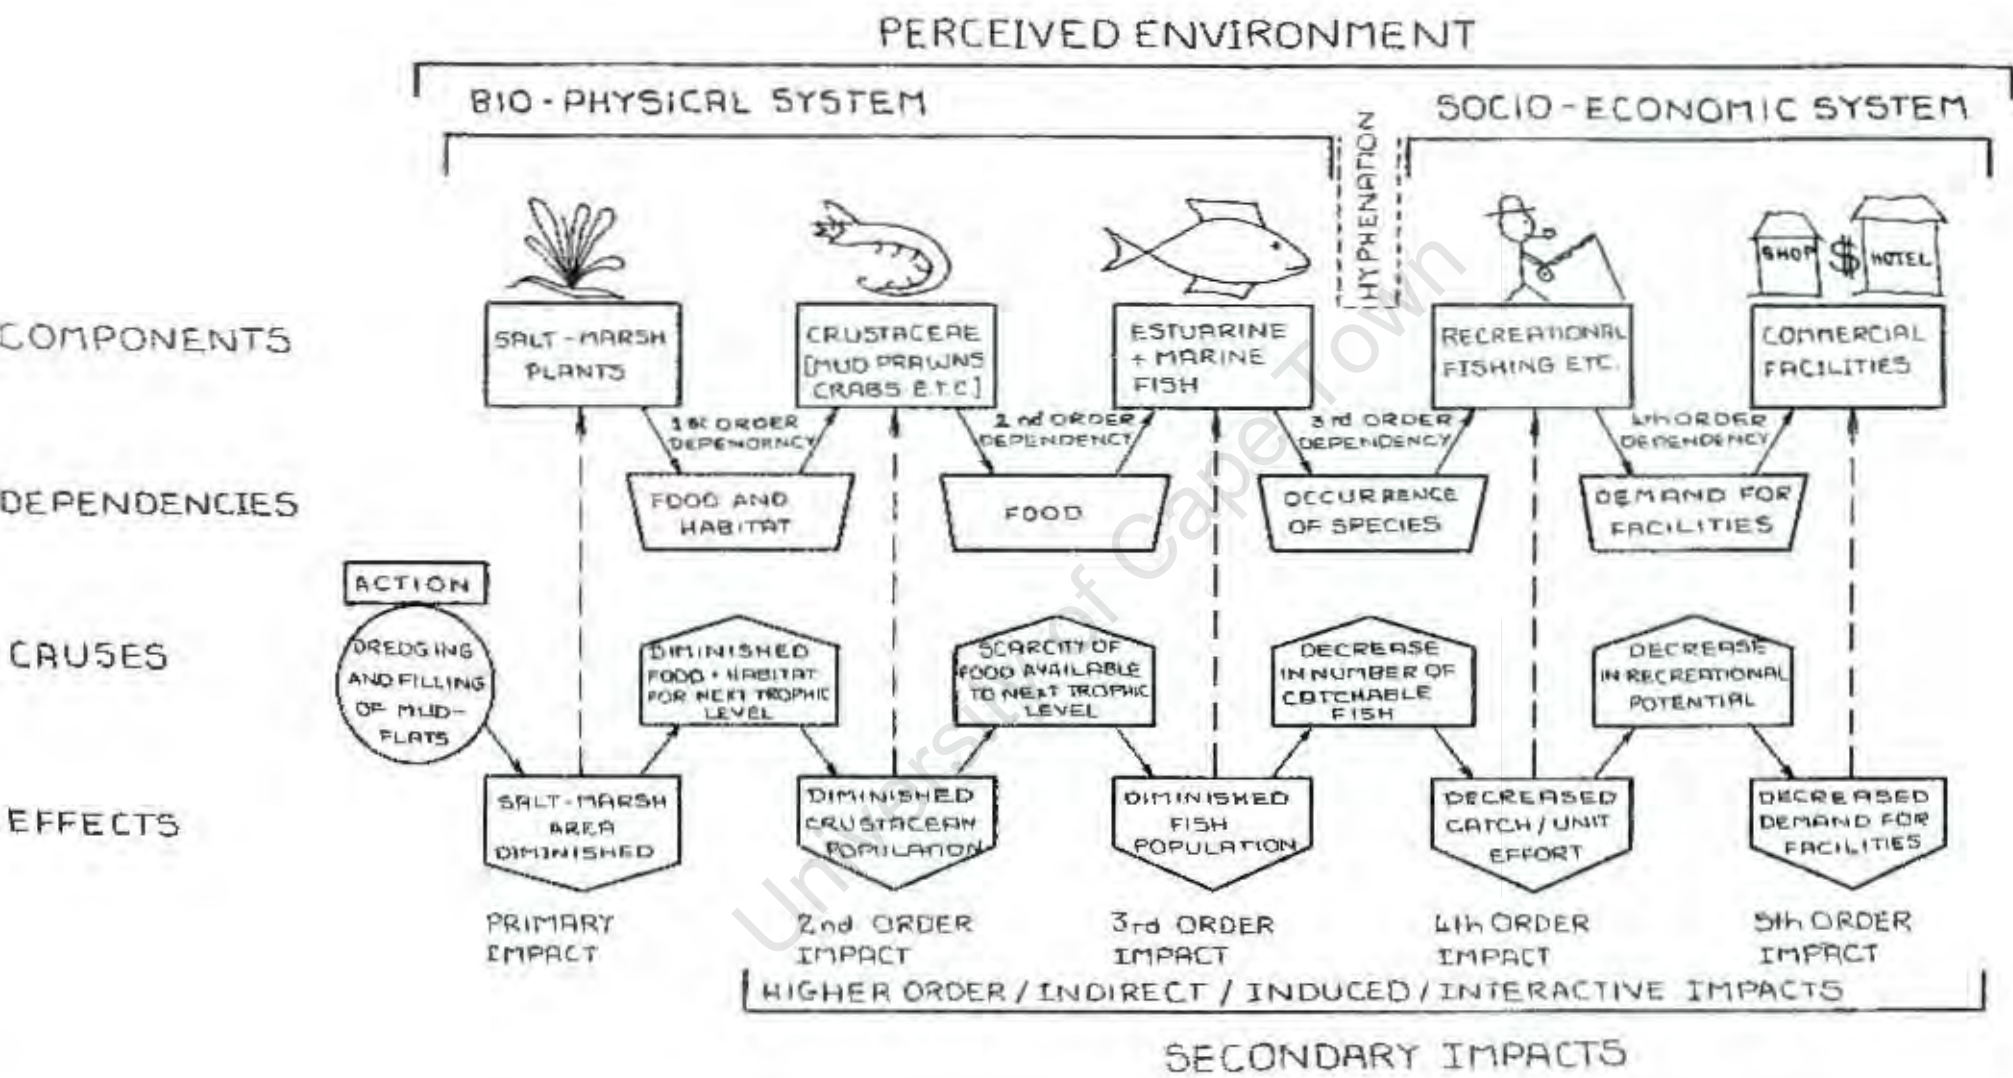 PERCEIVED ENVIRONMENT
BIO-PHYSICAL SYSTEM
HYPHENATION
SOCIO-ECONOMIC SYSTEM
SHOP
$
HOTEL
COMPONENTS
SALT-MARSH
PLANTS
CRUSTACEAE
[MUD PRAWNS
CRABS E.T.C]
ESTUARINE
+ MARINE
FISH
RECREATIONAL
FISHING ETC.
COMMERCIAL
FACILITIES
1st ORDER
DEPENDANCY
2nd ORDER
DEPENDENCY
3rd ORDER
DEPENDENCY
4th ORDER
DEPENDENCY
DEPENDENCIES
FOOD AND
HABITAT
FOOD
OCCURRENCE
OF SPECIES
DEMAND FOR
FACILITIES
CAUSES
ACTION
DREDGING
AND FILLING
OF MUD-
FLATS
DIMINISHED
FOOD + HABITAT
FOR NEXT TROPHIC
LEVEL
SCARCITY OF
FOOD AVAILABLE
TO NEXT TROPHIC
LEVEL
DECREASE
IN NUMBER OF
CATCHABLE
FISH
DECREASE
IN RECREATIONAL
POTENTIAL
EFFECTS
SALT-MARSH
AREA
DIMINISHED
DIMINISHED
CRUSTACEAN
POPULATION
DIMINISHED
FISH
POPULATION
DECREASED
CATCH / UNIT
EFFORT
DECREASED
DEMAND FOR
FACILITIES
PRIMARY
IMPACT
2nd ORDER
IMPACT
3rd ORDER
IMPACT
4th ORDER
IMPACT
5th ORDER
IMPACT
HIGHER ORDER / INDIRECT / INDUCED / INTERACTIVE IMPACTS
SECONDARY IMPACTS
University of Cape Town